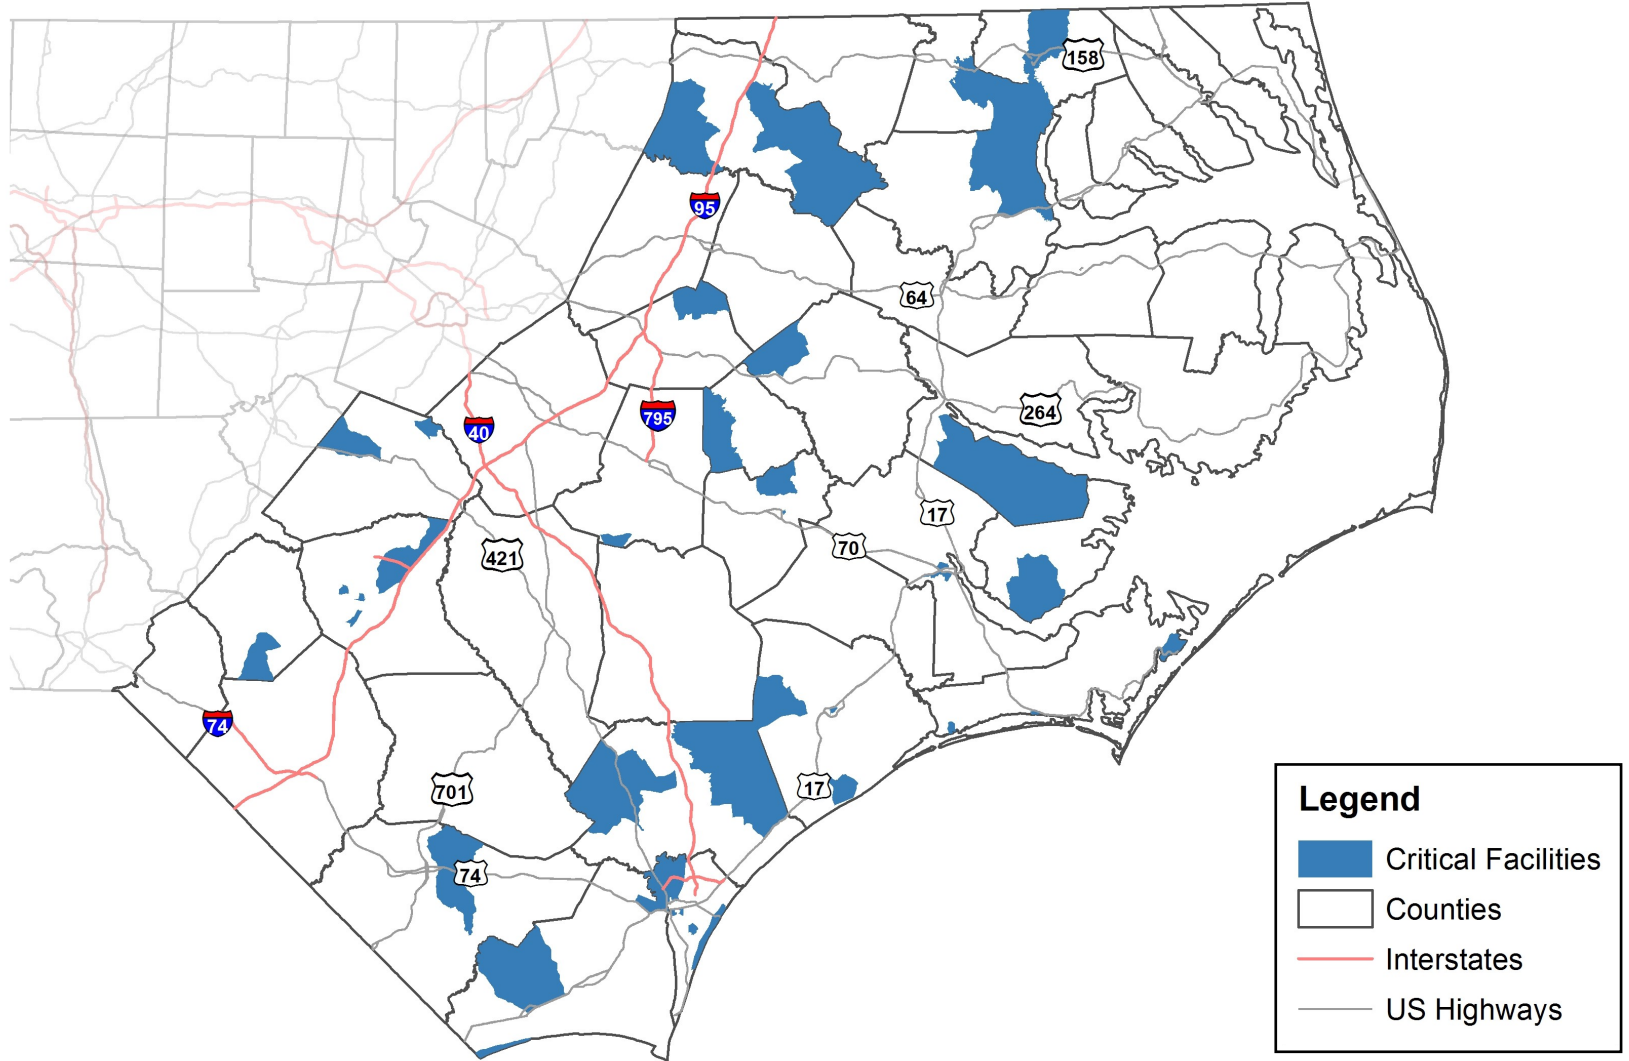 158
95
64
795
264
40
17
70
421
74
701
17
74
Legend
Critical Facilities
Counties
Interstates
US Highways